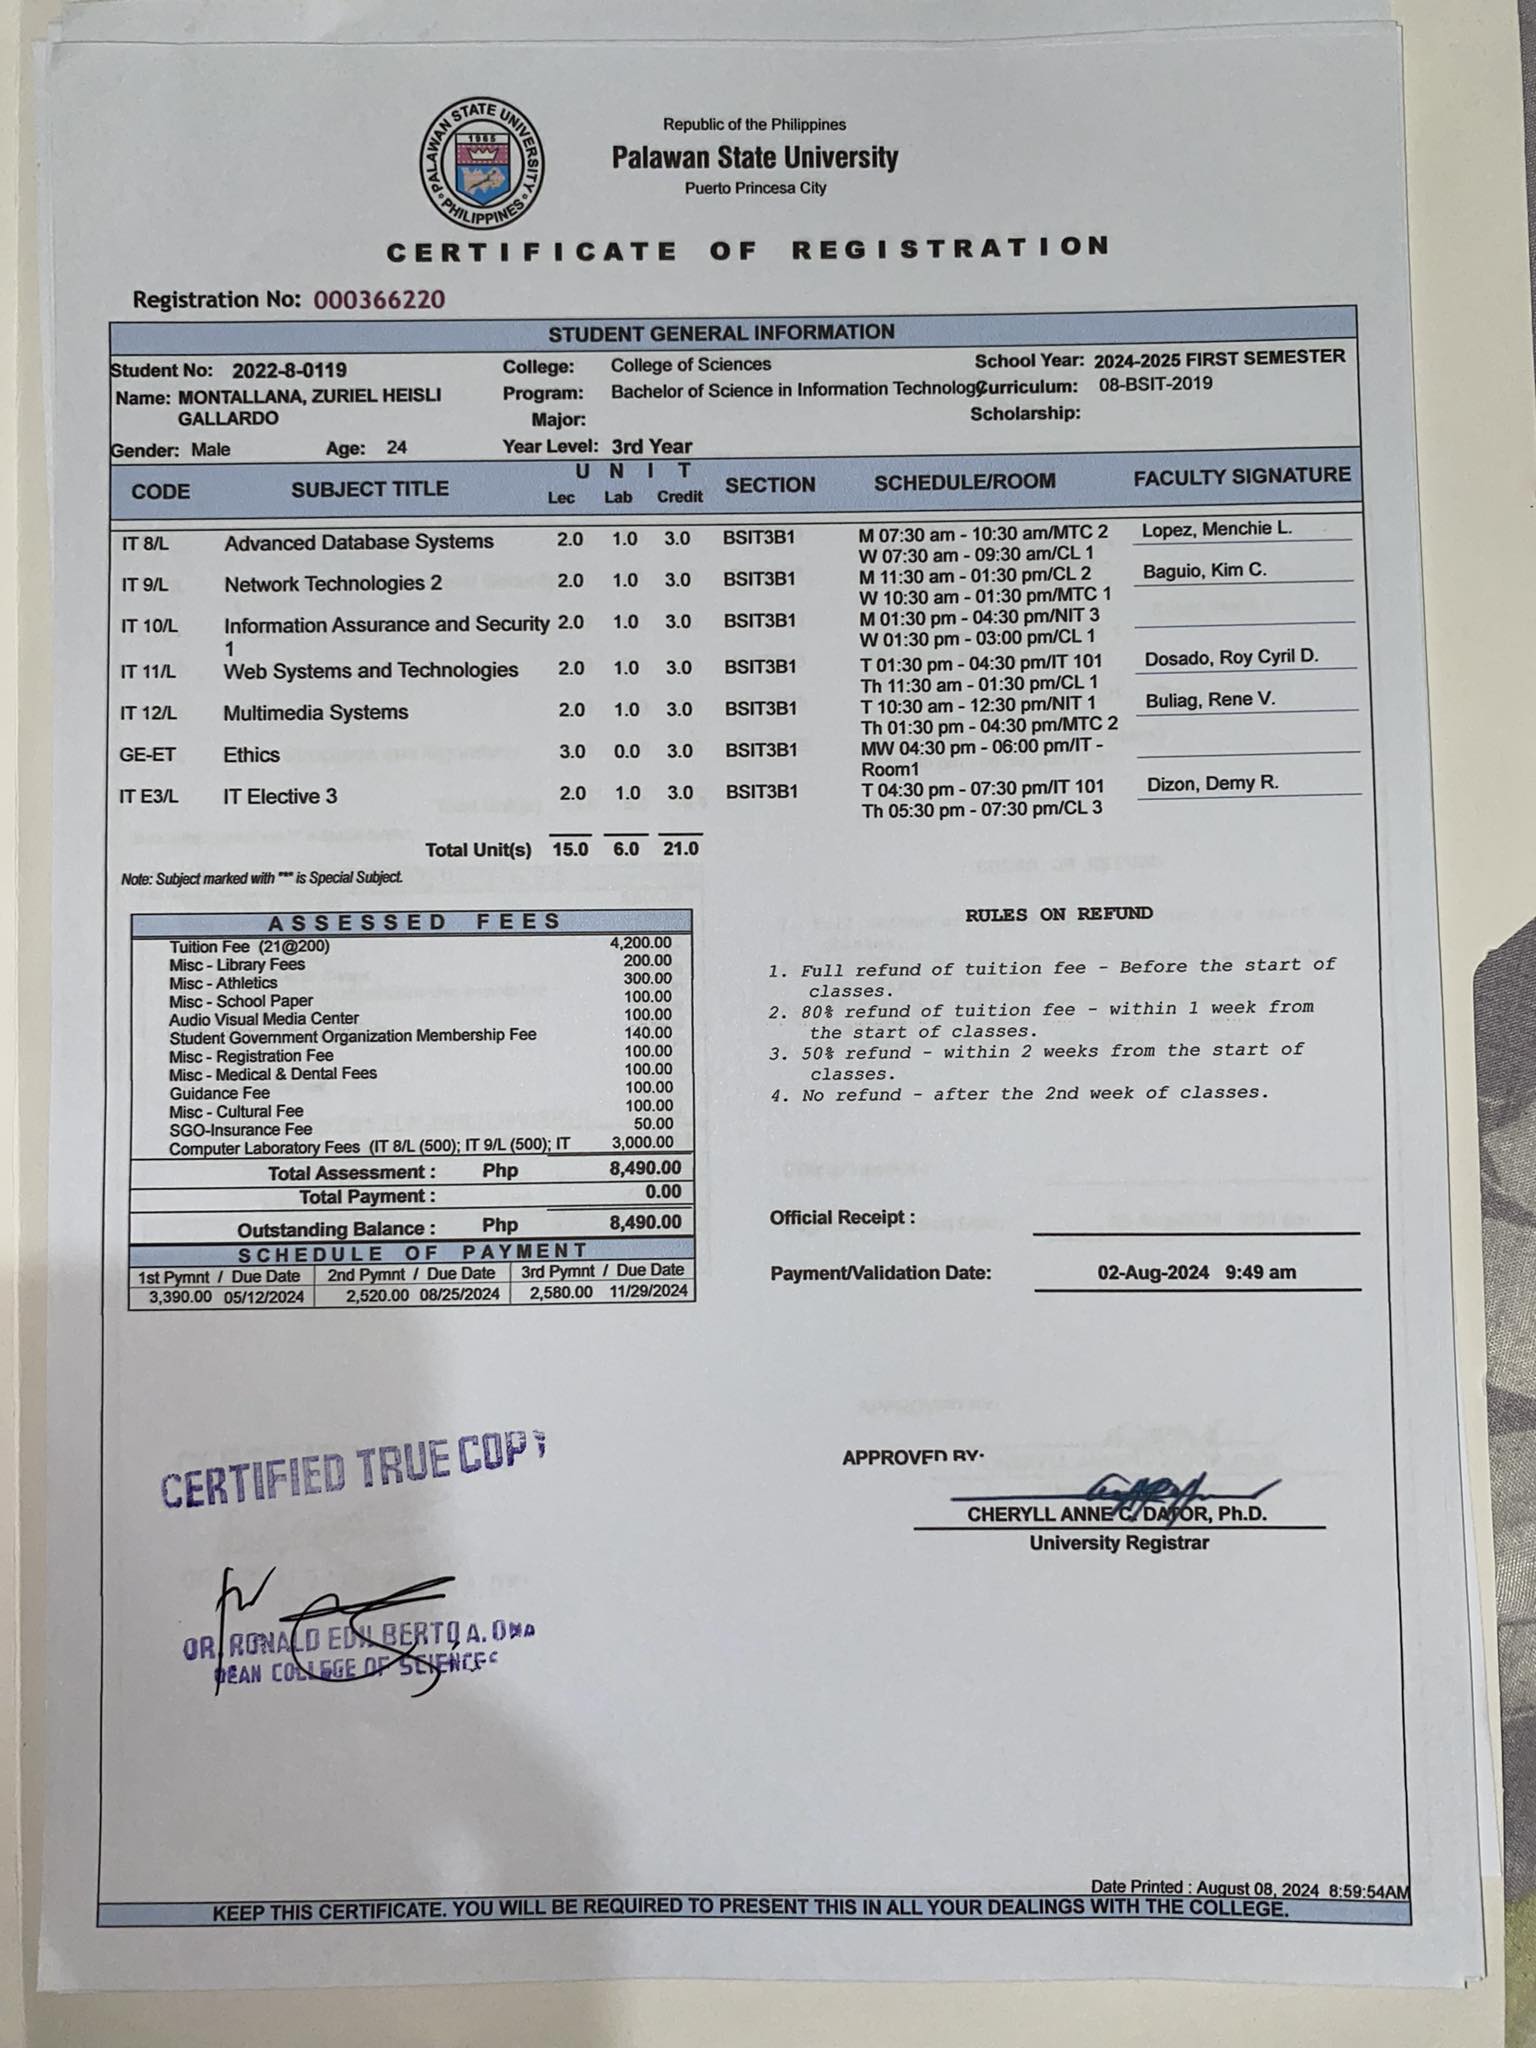 PALAWAN STATE UNIVERSITY
1965
PHILIPPINES
Republic of the Philippines
Palawan State University
Puerto Princesa City
CERTIFICATE OF REGISTRATION
Registration No: 000366220
STUDENT GENERAL INFORMATION
Student No: 2022-8-0119 College: College of Sciences School Year: 2024-2025 FIRST SEMESTER
Name: MONTALLANA, ZURIEL HEISLI Program: Bachelor of Science in Information Technology Curriculum: 08-BSIT-2019
GALLARDO Major: Scholarship:
Gender: Male Age: 24 Year Level: 3rd Year
CODE SUBJECT TITLE UNIT SECTION SCHEDULE/ROOM FACULTY SIGNATURE
Lec Lab Credit
IT 8/L Advanced Database Systems 2.0 1.0 3.0 BSIT3B1 M 07:30 am - 10:30 am/MTC 2 Lopez, Menchie L.
W 07:30 am - 09:30 am/CL 1
IT 9/L Network Technologies 2 2.0 1.0 3.0 BSIT3B1 M 11:30 am - 01:30 pm/CL 2 Baguio, Kim C.
W 10:30 am - 01:30 pm/MTC 1
IT 10/L Information Assurance and Security 2.0 1.0 3.0 BSIT3B1 M 01:30 pm - 04:30 pm/NIT 3
1 W 01:30 pm - 03:00 pm/CL 1
IT 11/L Web Systems and Technologies 2.0 1.0 3.0 BSIT3B1 T 01:30 pm - 04:30 pm/IT 101 Dosado, Roy Cyril D.
Th 11:30 am - 01:30 pm/CL 1
IT 12/L Multimedia Systems 2.0 1.0 3.0 BSIT3B1 T 10:30 am - 12:30 pm/NIT 1 Buliag, Rene V.
Th 01:30 pm - 04:30 pm/MTC 2
GE-ET Ethics 3.0 0.0 3.0 BSIT3B1 MW 04:30 pm - 06:00 pm/IT -
Room1
IT E3/L IT Elective 3 2.0 1.0 3.0 BSIT3B1 T 04:30 pm - 07:30 pm/IT 101 Dizon, Demy R.
Th 05:30 pm - 07:30 pm/CL 3
Total Unit(s) 15.0 6.0 21.0
Note: Subject marked with "*" is Special Subject.
ASSESSED FEES
Tuition Fee (21@200) 4,200.00
Misc - Library Fees 200.00
Misc - Athletics 300.00
Misc - School Paper 100.00
Audio Visual Media Center 100.00
Student Government Organization Membership Fee 140.00
Misc - Registration Fee 100.00
Misc - Medical & Dental Fees 100.00
Guidance Fee 100.00
Misc - Cultural Fee 100.00
SGO-Insurance Fee 50.00
Computer Laboratory Fees (IT 8/L (500); IT 9/L (500); IT 3,000.00
Total Assessment : Php 8,490.00
Total Payment : 0.00
Outstanding Balance : Php 8,490.00
SCHEDULE OF PAYMENT
1st Pymnt / Due Date 2nd Pymnt / Due Date 3rd Pymnt / Due Date
3,390.00 05/12/2024 2,520.00 08/25/2024 2,580.00 11/29/2024
RULES ON REFUND
1. Full refund of tuition fee - Before the start of
classes.
2. 80% refund of tuition fee - within 1 week from
the start of classes.
3. 50% refund - within 2 weeks from the start of
classes.
4. No refund - after the 2nd week of classes.
Official Receipt :
Payment/Validation Date: 02-Aug-2024 9:49 am
CERTIFIED TRUE COPY
APPROVED BY:
CHERYLL ANNE C. DATOR, Ph.D.
University Registrar
DR. RONALD EDILBERTO A. ONA
DEAN COLLEGE OF SCIENCES
Date Printed : August 08, 2024 8:59:54AM
KEEP THIS CERTIFICATE. YOU WILL BE REQUIRED TO PRESENT THIS IN ALL YOUR DEALINGS WITH THE COLLEGE.